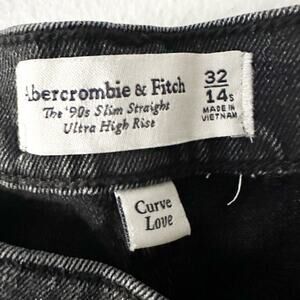 Abercrombie & Fitch
The '90s Slim Straight
Ultra High Rise
32
14s
MADE IN
VIETNAM
Curve
Love